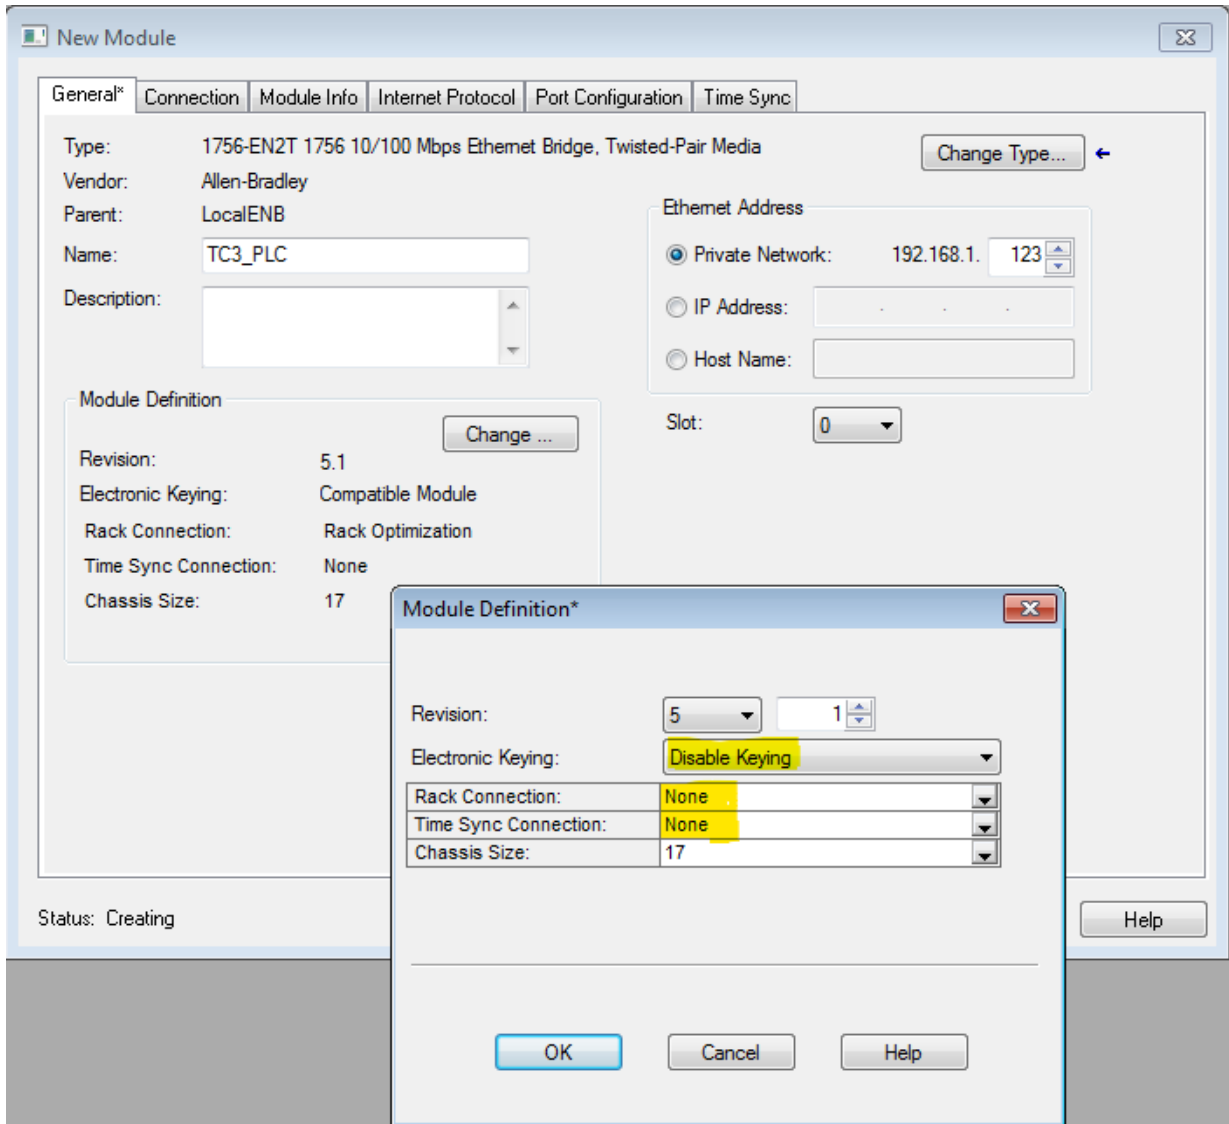 New Module
General* Connection Module Info Internet Protocol Port Configuration Time Sync
Type: 1756-EN2T 1756 10/100 Mbps Ethernet Bridge, Twisted-Pair Media
Change Type...
Vendor: Allen-Bradley
Parent: LocalENB
Name: TC3_PLC
Description:
Ethernet Address
Private Network: 192.168.1. 123
IP Address: . . .
Host Name:
Slot: 0
Module Definition
Change ...
Revision: 5.1
Electronic Keying: Compatible Module
Rack Connection: Rack Optimization
Time Sync Connection: None
Chassis Size: 17
Status: Creating
Help
Module Definition*
Revision: 5 1
Electronic Keying: Disable Keying
Rack Connection: None
Time Sync Connection: None
Chassis Size: 17
OK Cancel Help